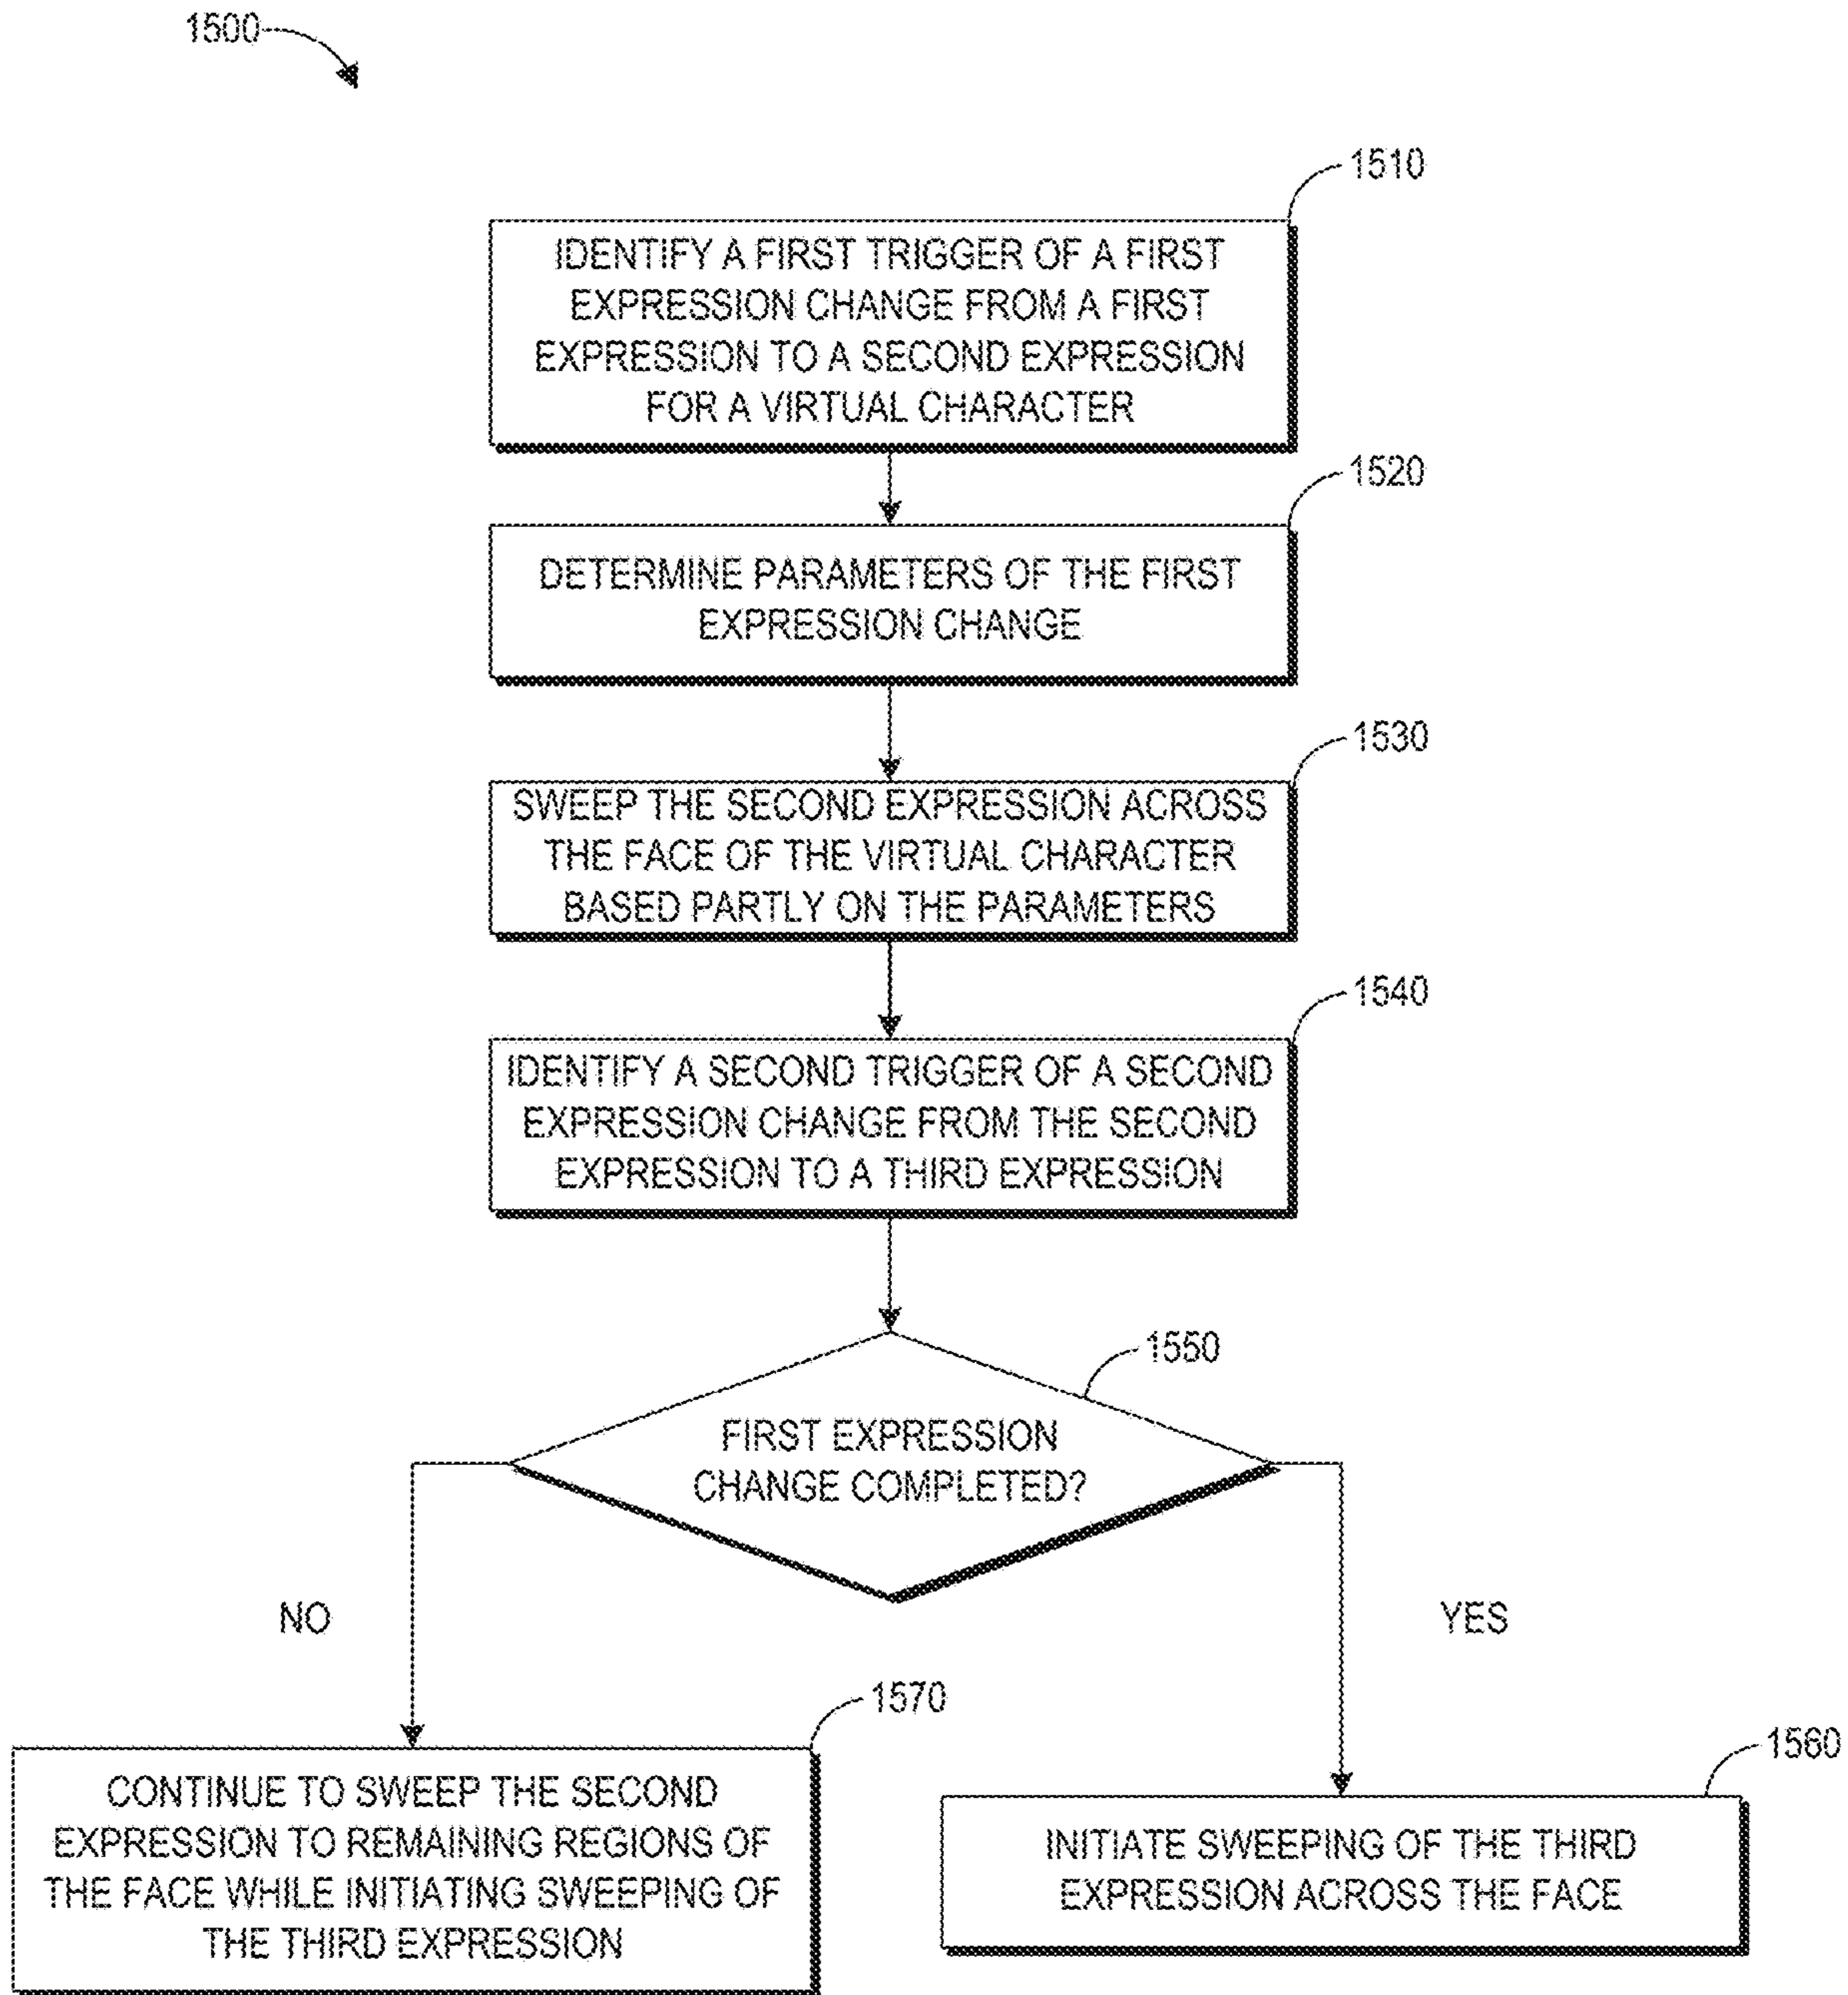 1500
1510
IDENTIFY A FIRST TRIGGER OF A FIRST
EXPRESSION CHANGE FROM A FIRST
EXPRESSION TO A SECOND EXPRESSION
FOR A VIRTUAL CHARACTER
1520
DETERMINE PARAMETERS OF THE FIRST
EXPRESSION CHANGE
1530
SWEEP THE SECOND EXPRESSION ACROSS
THE FACE OF THE VIRTUAL CHARACTER
BASED PARTLY ON THE PARAMETERS
1540
IDENTIFY A SECOND TRIGGER OF A SECOND
EXPRESSION CHANGE FROM THE SECOND
EXPRESSION TO A THIRD EXPRESSION
1550
FIRST EXPRESSION
CHANGE COMPLETED?
NO
YES
1570
CONTINUE TO SWEEP THE SECOND
EXPRESSION TO REMAINING REGIONS OF
THE FACE WHILE INITIATING SWEEPING OF
THE THIRD EXPRESSION
1560
INITIATE SWEEPING OF THE THIRD
EXPRESSION ACROSS THE FACE